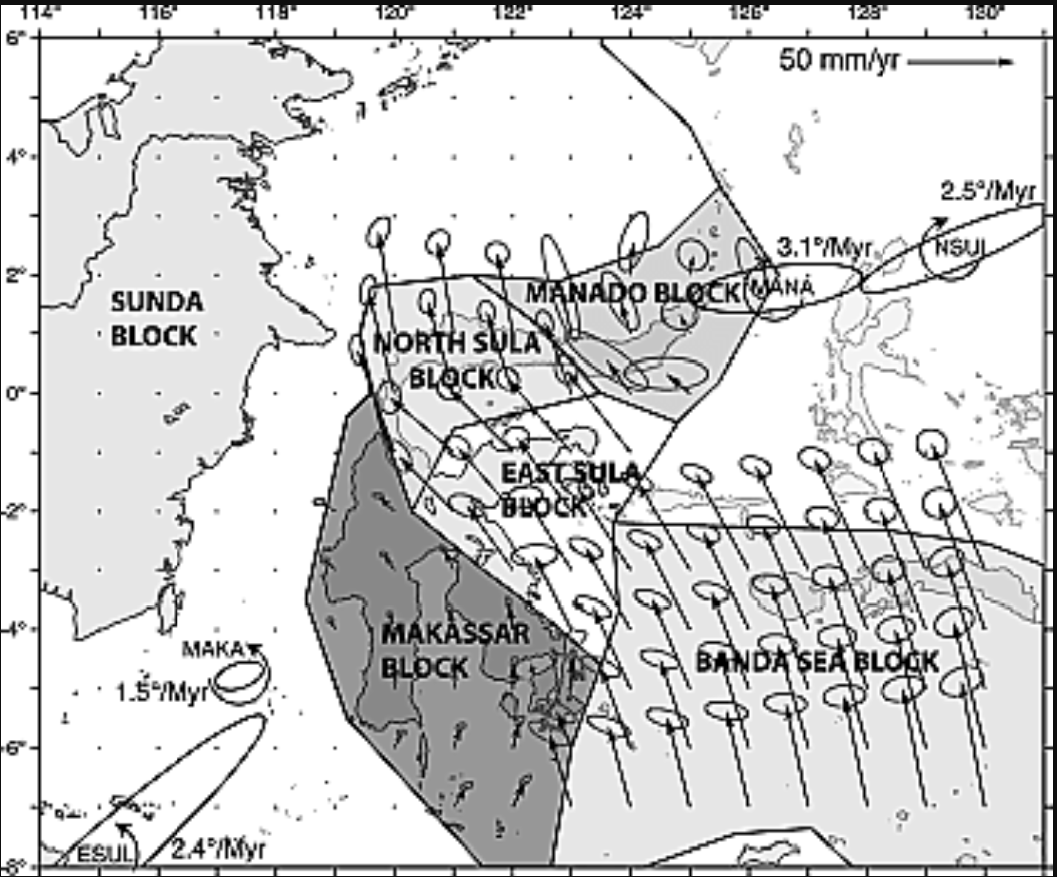 114° 116° 118° 120° 122° 124° 126° 128°
6°
50 mm/yr
4°
2.5°/Myr
NSUL
3.1°/Myr
MANA
2°
SUNDA
BLOCK
MANADO BLOCK
NORTH SULA
BLOCK
0°
EAST SULA
BLOCK
-2°
-4°
MAKASSAR
BLOCK
BANDA SEA BLOCK
MAKA
1.5°/Myr
-6°
ESUL
2.4°/Myr